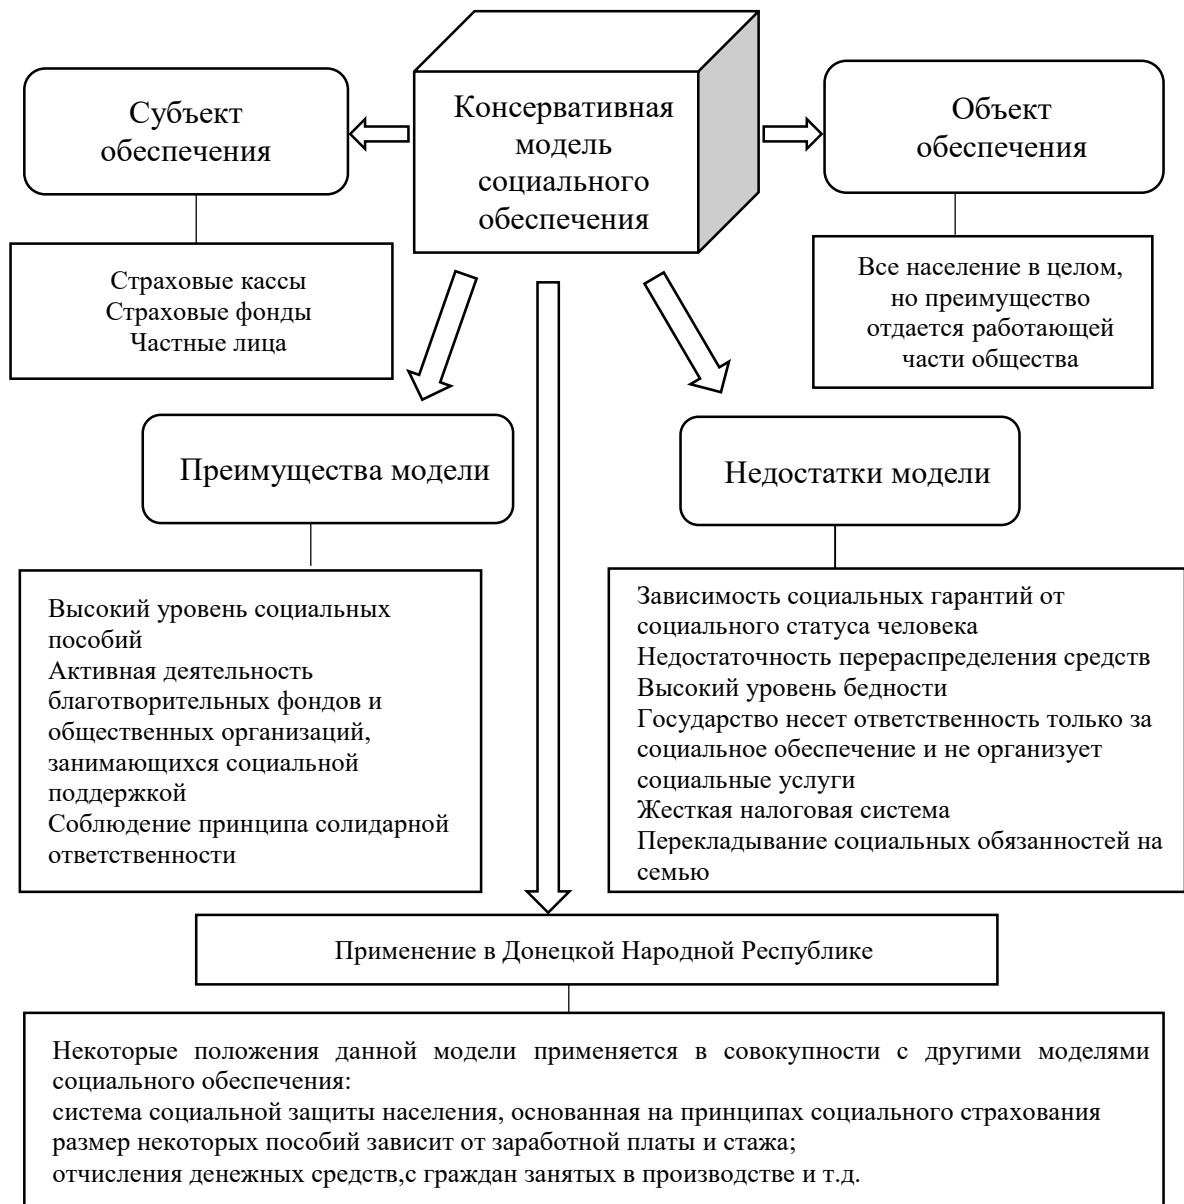 Консервативная
модель
социального
обеспечения
Субъект
обеспечения
Объект
обеспечения
Страховые кассы
Страховые фонды
Частные лица
Все население в целом,
но преимущество
отдается работающей
части общества
Преимущества модели
Недостатки модели
Высокий уровень социальных
пособий
Активная деятельность
благотворительных фондов и
общественных организаций,
занимающихся социальной
поддержкой
Соблюдение принципа солидарной
ответственности
Зависимость социальных гарантий от
социального статуса человека
Недостаточность перераспределения средств
Высокий уровень бедности
Государство несет ответственность только за
социальное обеспечение и не организует
социальные услуги
Жесткая налоговая система
Перекладывание социальных обязанностей на
семью
Применение в Донецкой Народной Республике
Некоторые положения данной модели применяется в совокупности с другими моделями
социального обеспечения:
система социальной защиты населения, основанная на принципах социального страхования
размер некоторых пособий зависит от заработной платы и стажа;
отчисления денежных средств,с граждан занятых в производстве и т.д.